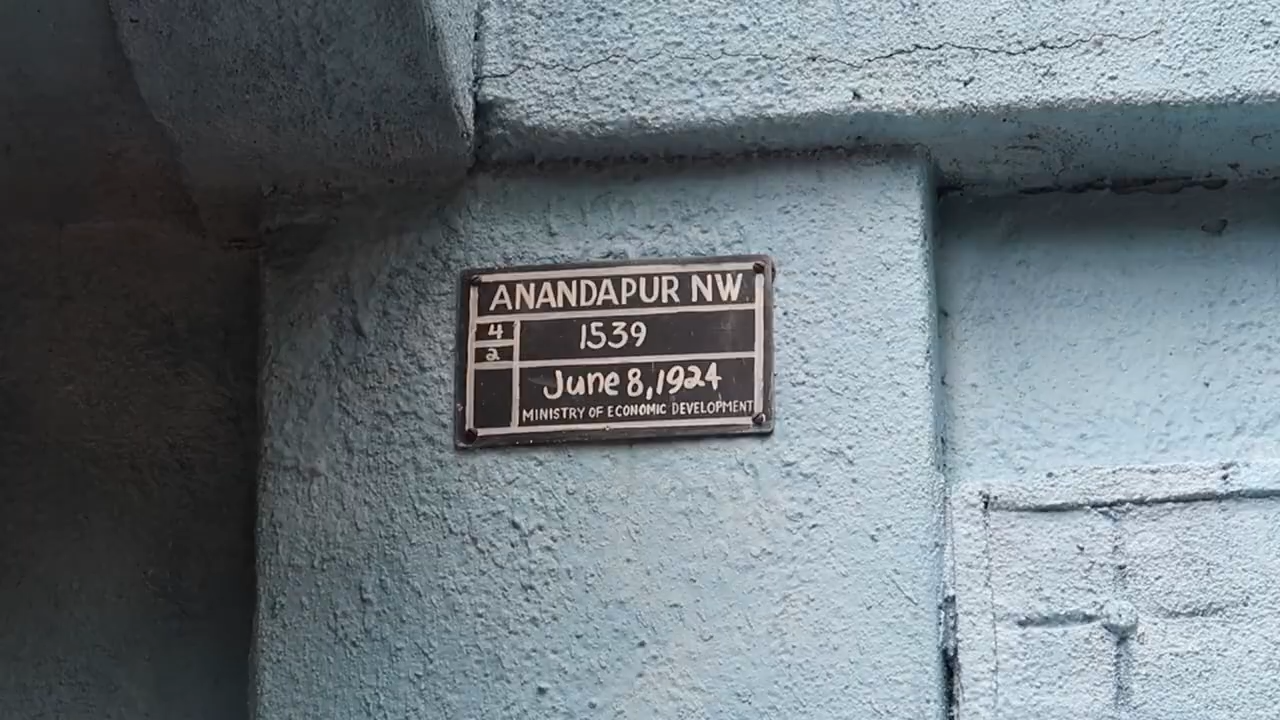 ANANDAPUR NW
4
1539
2
June 8, 1924
MINISTRY OF ECONOMIC DEVELOPMENT